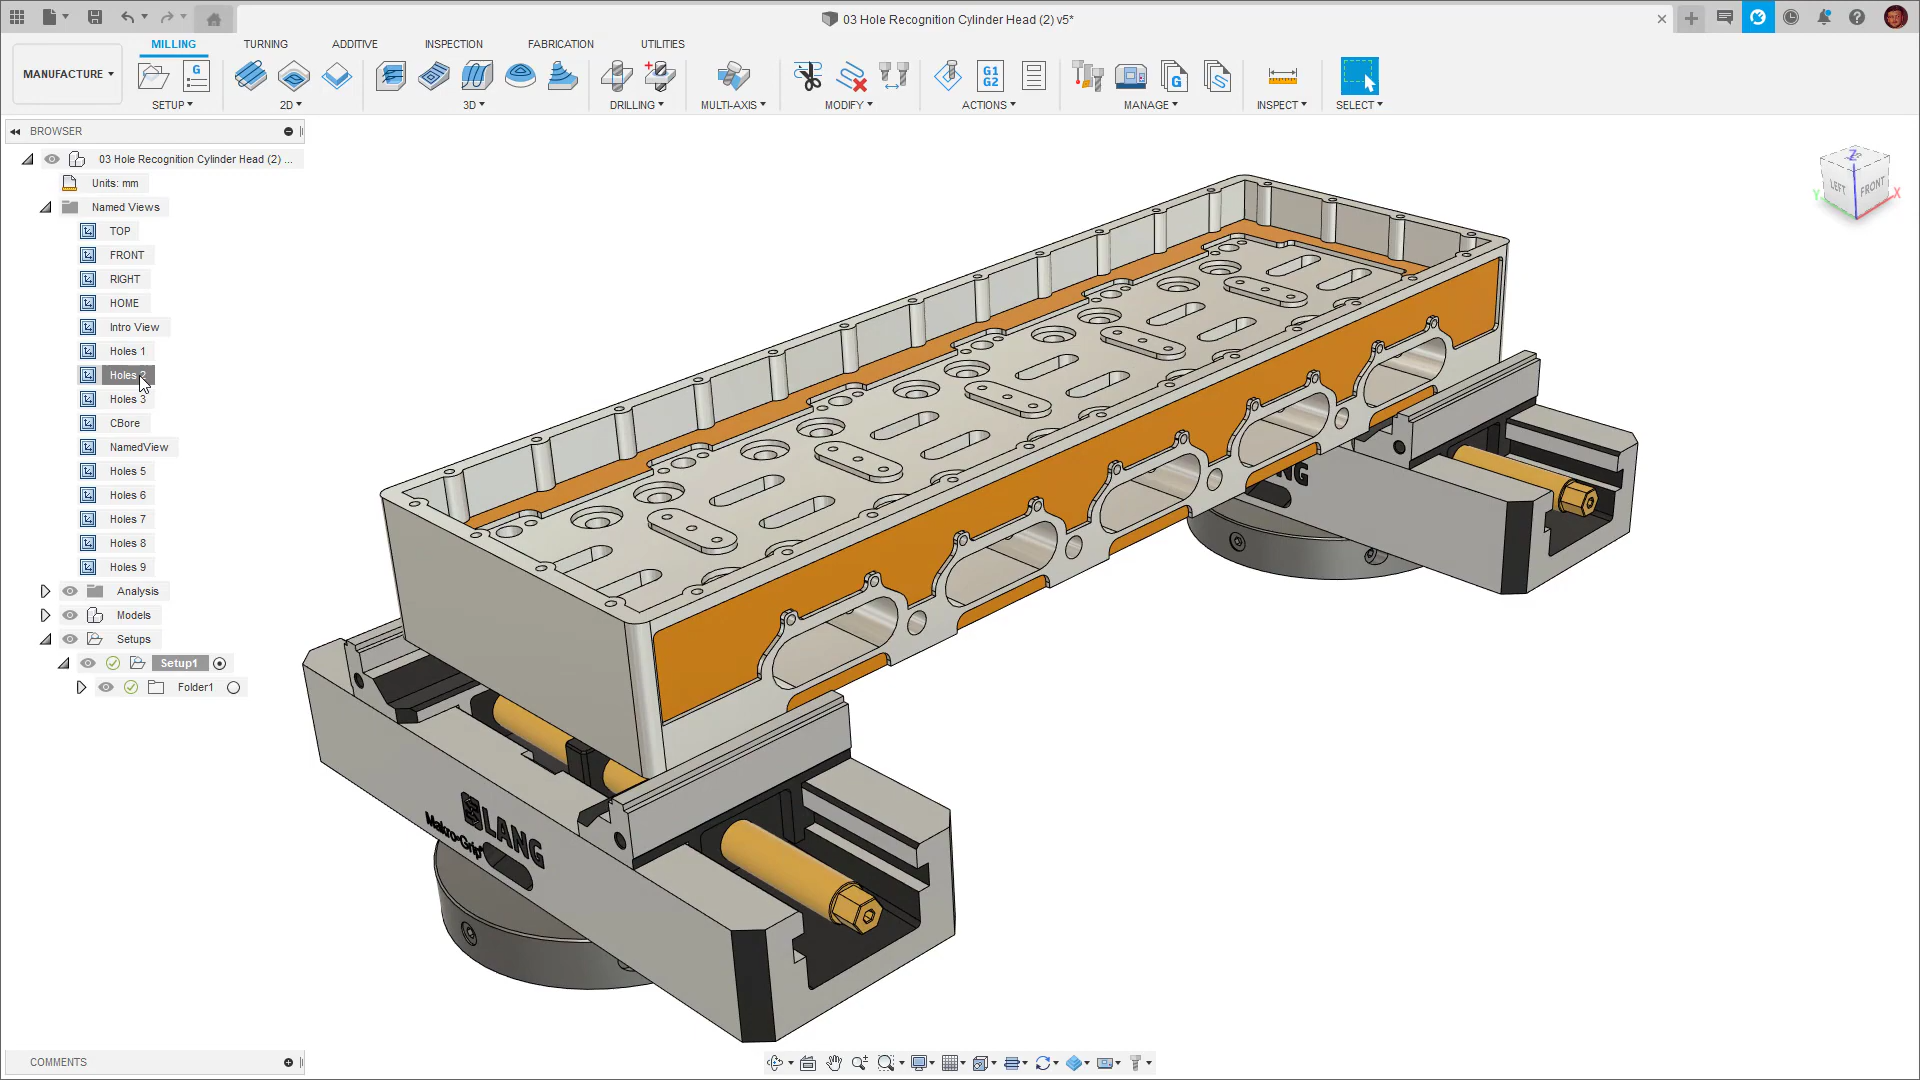 03 Hole Recognition Cylinder Head (2) v5*
MILLING TURNING ADDITIVE INSPECTION FABRICATION UTILITIES
MANUFACTURE
G
G1
G2
G
SETUP 2D 3D DRILLING MULTI-AXIS MODIFY ACTIONS MANAGE INSPECT SELECT
BROWSER
03 Hole Recognition Cylinder Head (2) ...
Units: mm
Named Views
TOP
FRONT
RIGHT
HOME
Intro View
Holes 1
Holes 2
Holes 3
CBore
NamedView
Holes 5
Holes 6
Holes 7
Holes 8
Holes 9
Analysis
Models
Setups
Setup1
Folder1
Z
LEFT FRONT
Y X
LANG
Makro-Grip
COMMENTS